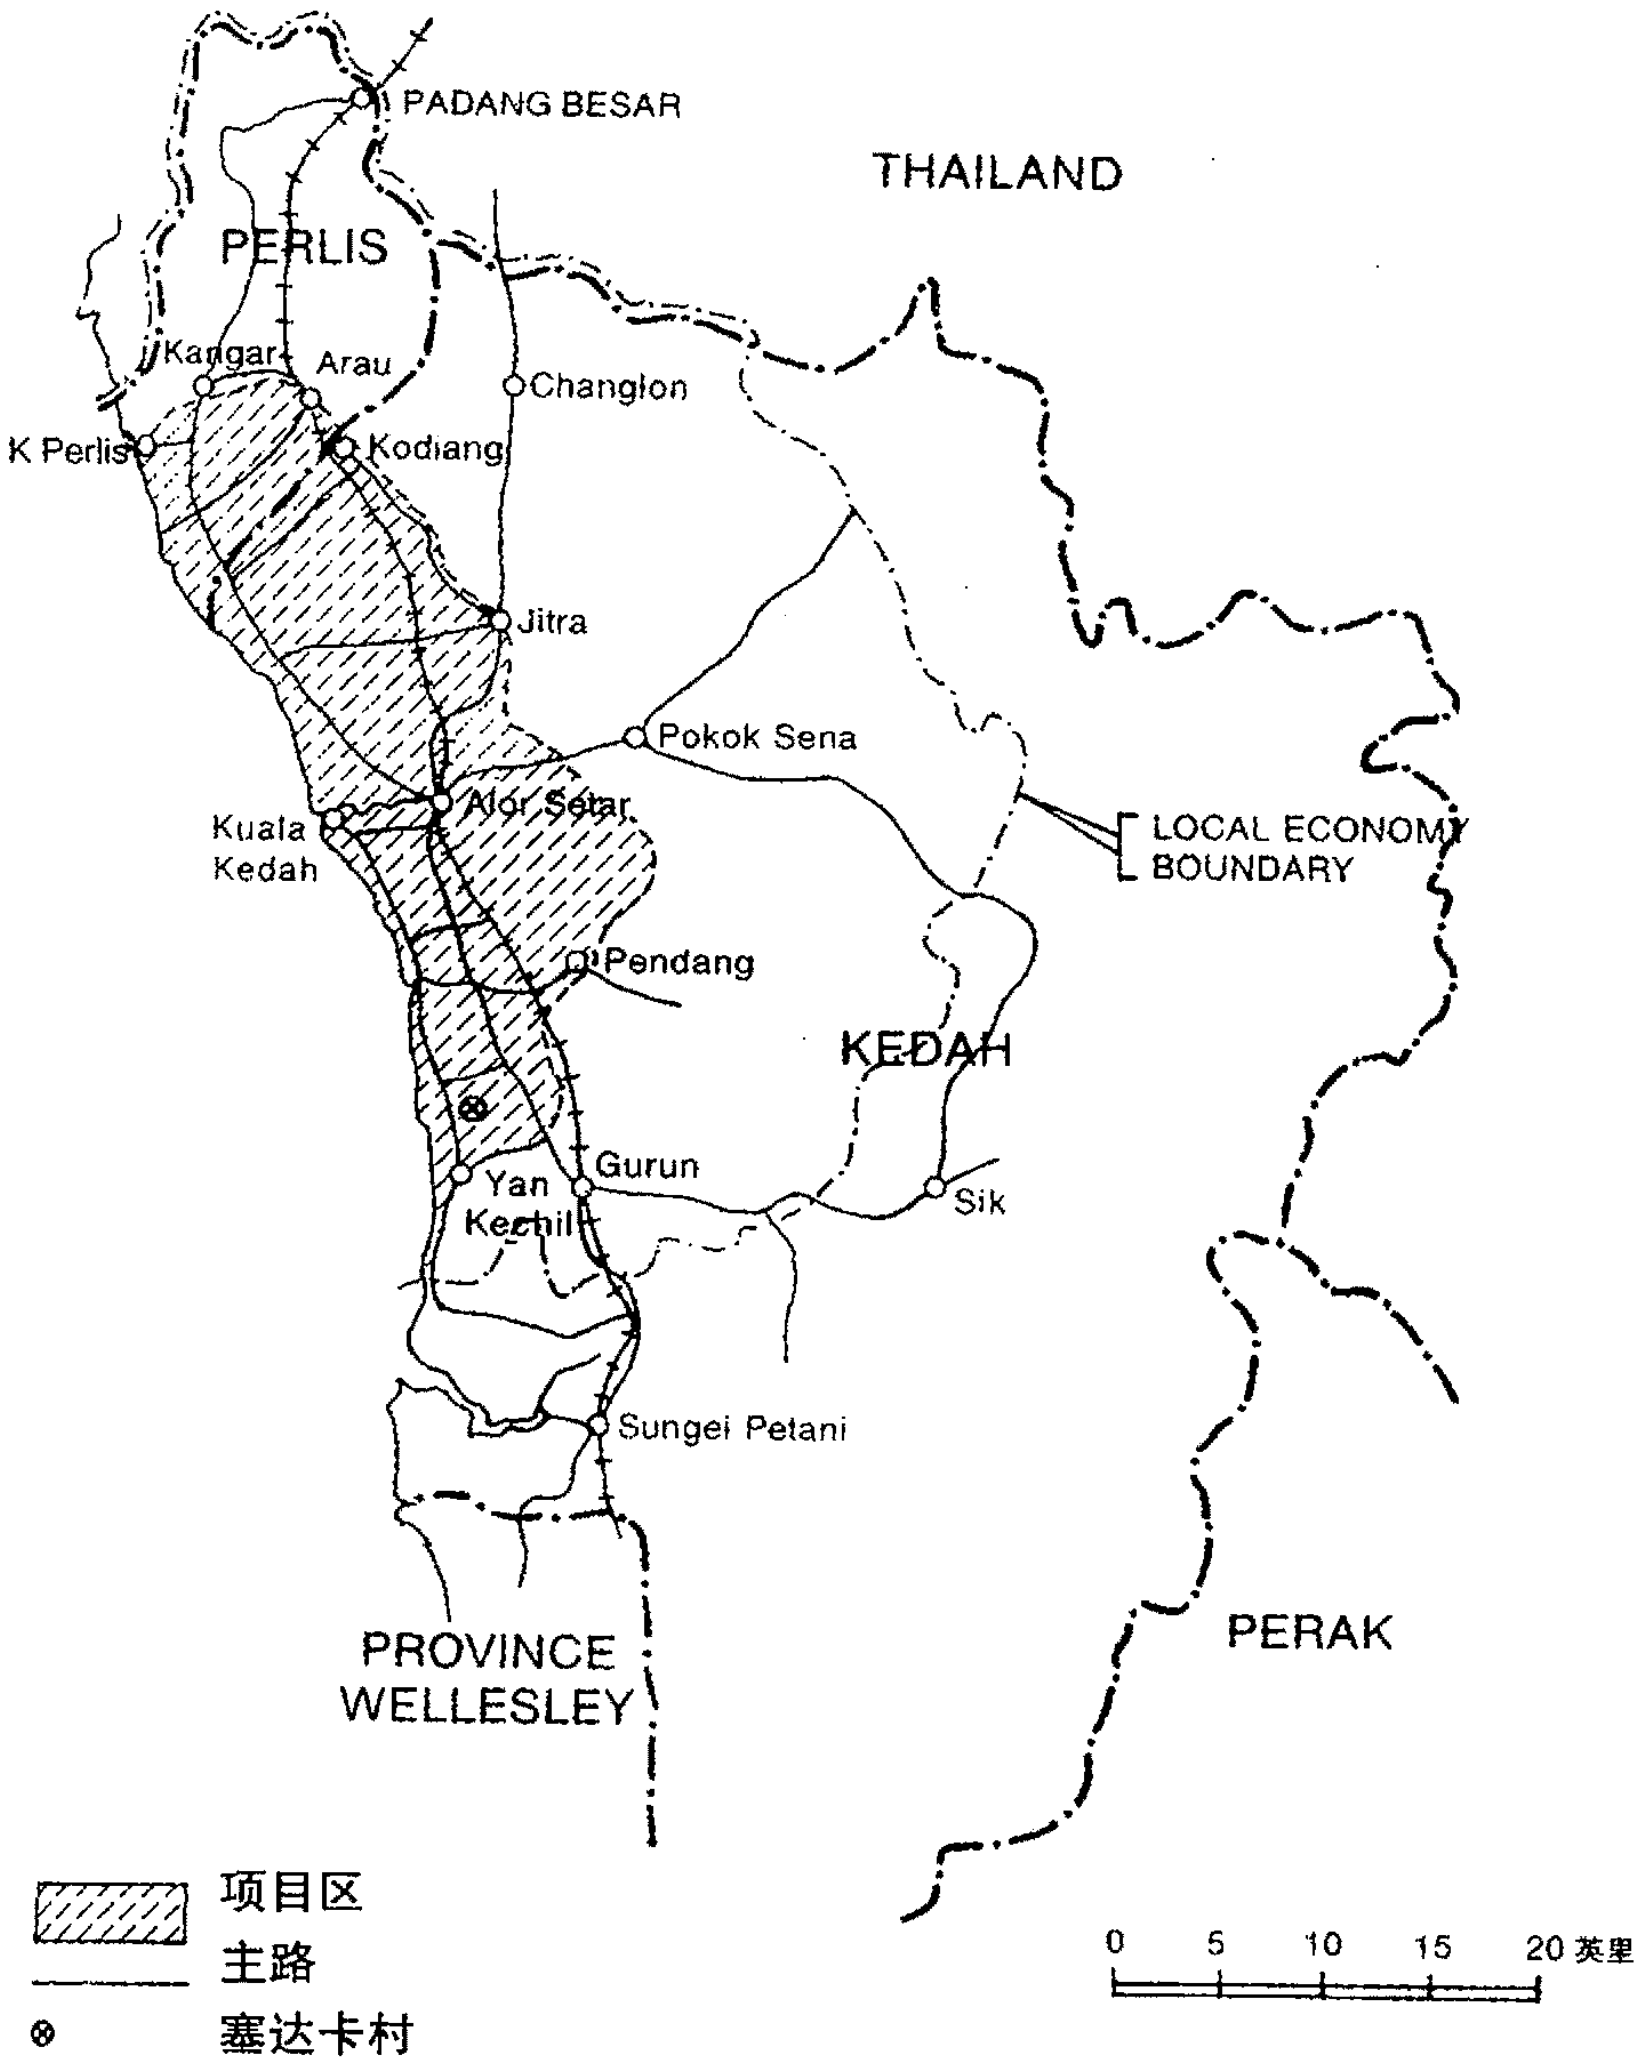 PADANG BESAR
THAILAND
PERLIS
Kangar
Arau
Changlon
K Perlis
Kodiang
Jitra
Pokok Sena
Alor Setar
Kuala
Kedah
LOCAL ECONOMY
BOUNDARY
Pendang
KEDAH
Gurun
Yan
Kechil
Sik
Sungei Petani
PROVINCE
WELLESLEY
PERAK
项目区
主路
塞达卡村
0 5 10 15 20 英里